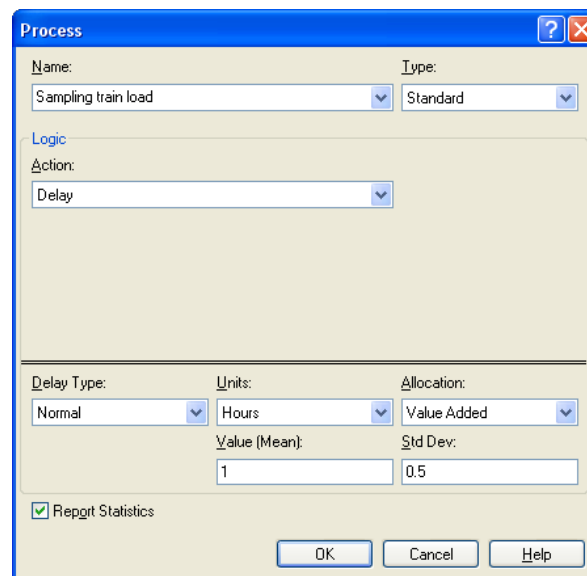 Process
Name: Type:
Sampling train load Standard
Logic
Action:
Delay
Delay Type: Units: Allocation:
Normal Hours Value Added
Value (Mean): Std Dev:
1 0.5
Report Statistics
OK Cancel Help